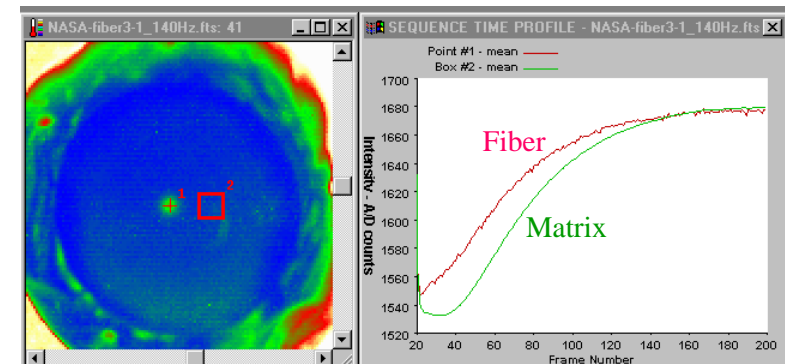 NASA-fiber3-1_140Hz.fts: 41
1
2
SEQUENCE TIME PROFILE - NASA-fiber3-1_140Hz.fts
Point #1 - mean
Box #2 - mean
Intensity - A/D counts
1700
1680
1660
1640
1620
1600
1580
1560
1540
1520
Fiber
Matrix
20 40 60 80 100 120 140 160 180 200
Frame Number